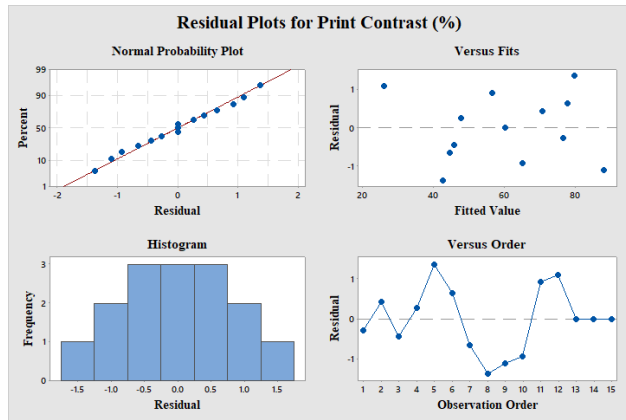 Residual Plots for Print Contrast (%)
Normal Probability Plot
99
90
50
10
1
Percent
-2 -1 0 1 2
Residual
Versus Fits
1
0
-1
Residual
20 40 60 80
Fitted Value
Histogram
3
2
1
0
Frequency
-1.5 -1.0 -0.5 0.0 0.5 1.0 1.5
Residual
Versus Order
1
0
-1
Residual
1 2 3 4 5 6 7 8 9 10 11 12 13 14 15
Observation Order